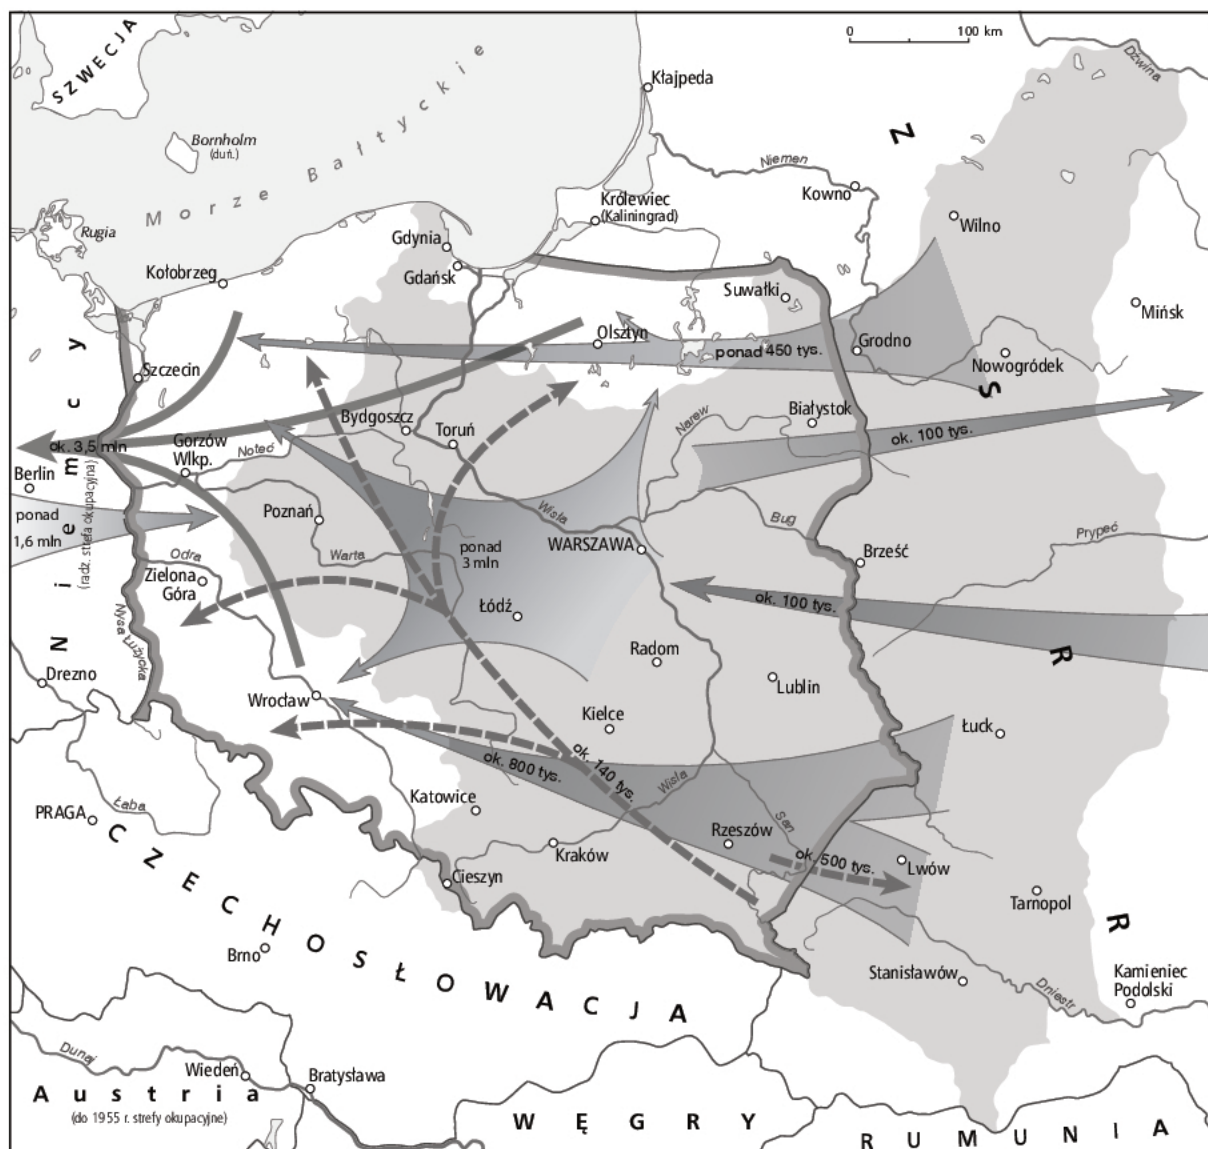 SZWECJA
0 100 km
Dźwina
Kłajpeda
Bornholm
(duń.)
Morze Bałtyckie
Niemen
Kowno
Królewiec
(Kaliningrad)
Rugia
Gdynia
Gdańsk
Wilno
Kołobrzeg
Suwałki
Mińsk
Olsztyn
ponad 450 tys.
Grodno
Nowogródek
Szczecin
Bydgoszcz
Toruń
Narew
Białystok
ok. 3,5 mln
Gorzów
Wlkp.
Noteć
ok. 100 tys.
Berlin
ponad
1,6 mln
Niemcy
(radz. strefa okupacyjna)
Poznań
Wisła
WARSZAWA
Bug
Prypeć
Brześć
Odra
Warta
ponad
3 mln
Zielona
Góra
Łódź
ok. 100 tys.
Nysa Łużycka
Radom
Lublin
Drezno
Wrocław
Kielce
Łuck
ZSRR
ok. 800 tys.
ok. 140 tys.
Wisła
Łaba
PRAGA
Katowice
San
Rzeszów
ok. 500 tys.
Lwów
Kraków
Cieszyn
Tarnopol
CZECHOSŁOWACJA
Brno
Stanisławów
Dniestr
Kamieniec
Podolski
Dunaj
Wiedeń
Bratysława
Austria
(do 1955 r. strefy okupacyjne)
WĘGRY
RUMUNIA